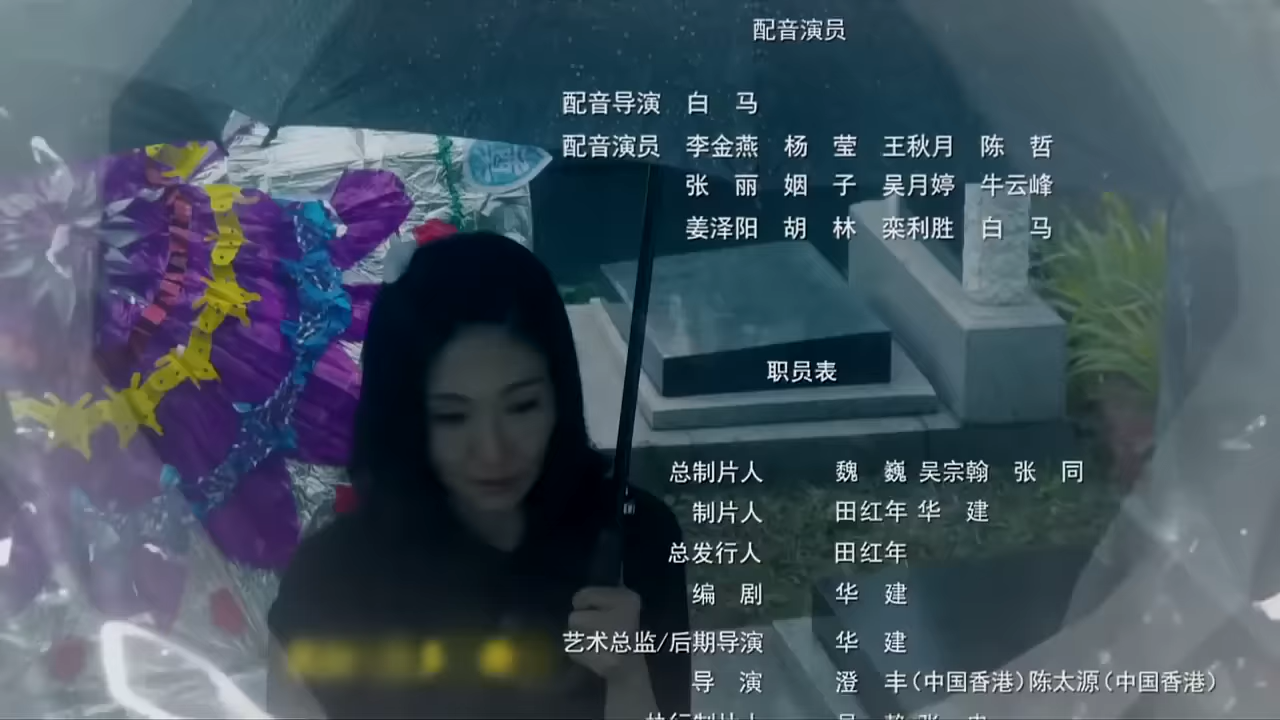 配音演员
配音导演 白 马
配音演员 李金燕 杨 莹 王秋月 陈 哲
张 丽 姻 子 吴月婷 牛云峰
姜泽阳 胡 林 栾利胜 白 马
职员表
总制片人 魏 巍 吴宗翰 张 同
制片人 田红年 华 建
总发行人 田红年
编 剧 华 建
艺术总监/后期导演 华 建
导 演 澄 丰(中国香港)陈太源(中国香港)